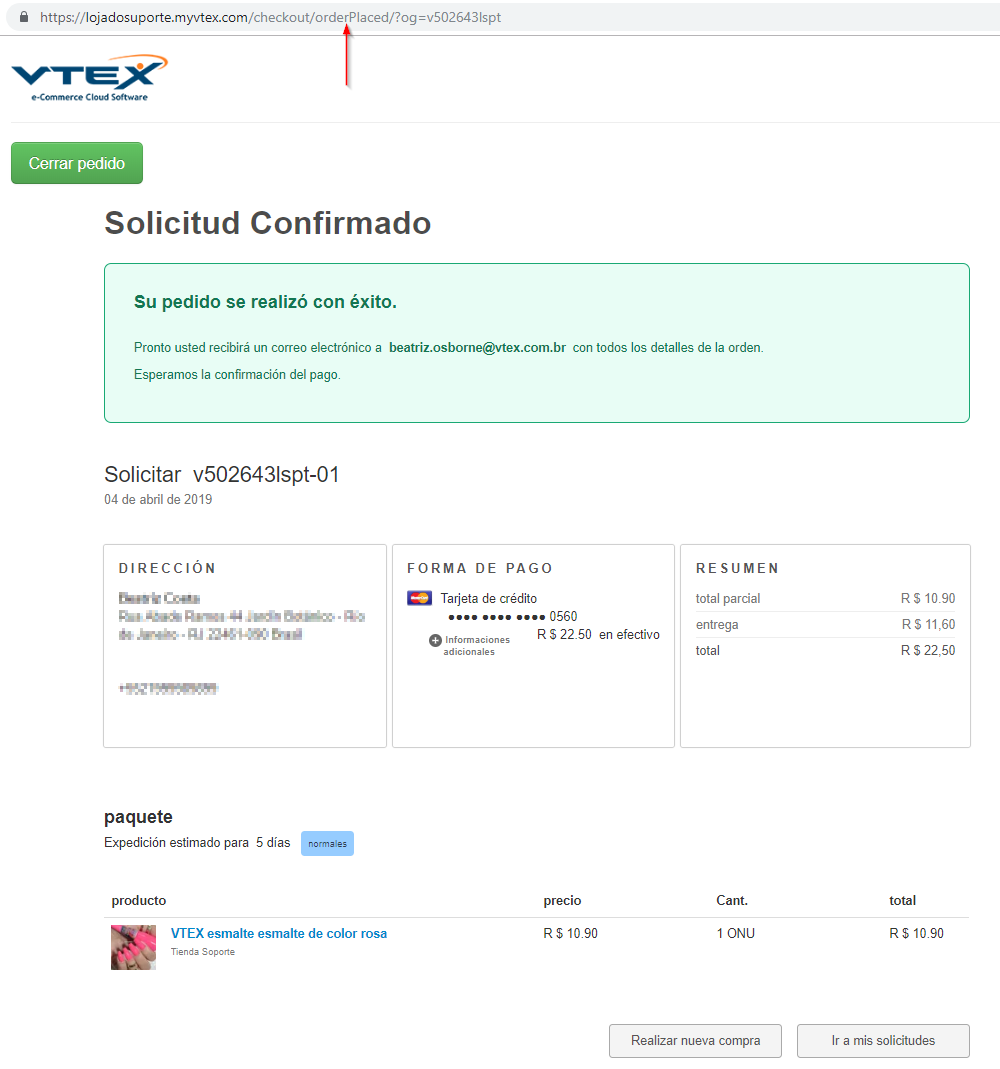 https://lojadosuporte.myvtex.com/checkout/orderPlaced/?og=v502643lspt
VTEX
e-Commerce Cloud Software
Cerrar pedido
Solicitud Confirmado
Su pedido se realizó con éxito.
Pronto usted recibirá un correo electrónico a beatriz.osborne@vtex.com.br con todos los detalles de la orden.
Esperamos la confirmación del pago.
Solicitar v502643lspt-01
04 de abril de 2019
DIRECCIÓN
FORMA DE PAGO
Tarjeta de crédito
•••• •••• •••• 0560
Informaciones adicionales
R $ 22.50 en efectivo
RESUMEN
total parcial R $ 10.90
entrega R $ 11,60
total R $ 22,50
paquete
Expedición estimado para 5 días normales
producto precio Cant. total
VTEX esmalte esmalte de color rosa R $ 10.90 1 ONU R $ 10.90
Tienda Soporte
Realizar nueva compra Ir a mis solicitudes